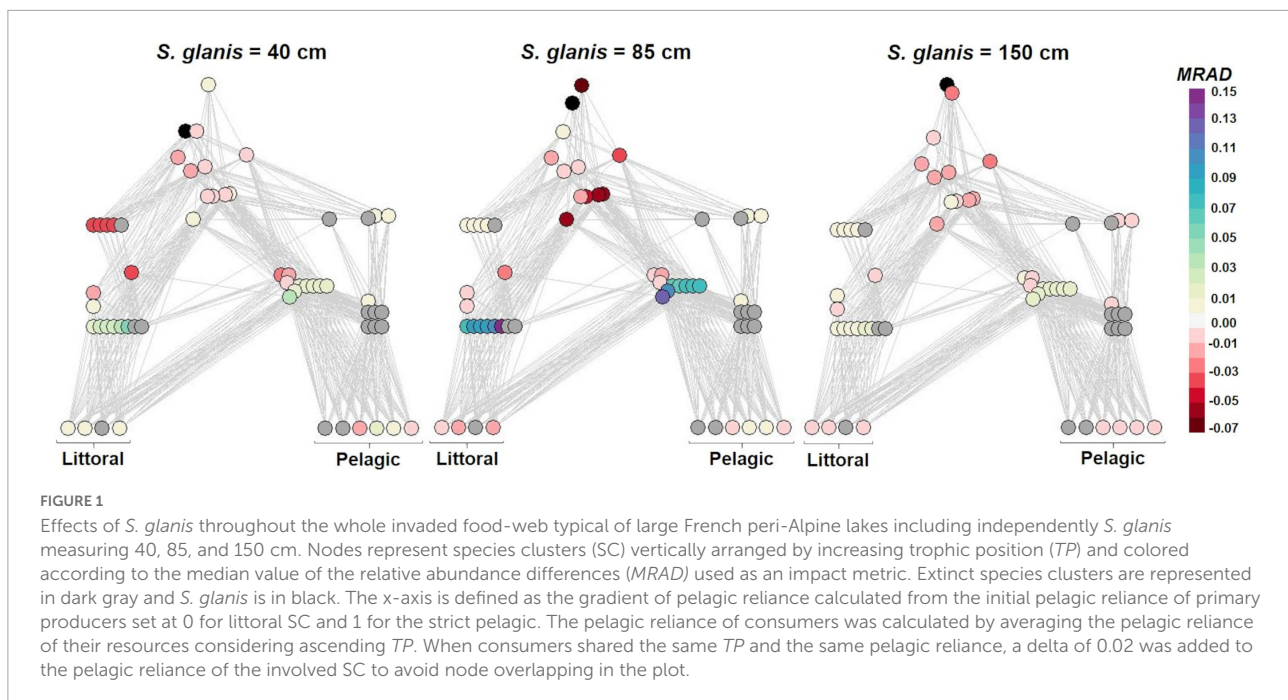 S. glanis = 40 cm
S. glanis = 85 cm
S. glanis = 150 cm
MRAD
0.15
0.13
0.11
0.09
0.07
0.05
0.03
0.01
0.00
-0.01
-0.03
-0.05
-0.07
Littoral
Pelagic
Littoral
Pelagic
Littoral
Pelagic
FIGURE 1
Effects of S. glanis throughout the whole invaded food-web typical of large French peri-Alpine lakes including independently S. glanis
measuring 40, 85, and 150 cm. Nodes represent species clusters (SC) vertically arranged by increasing trophic position (TP) and colored
according to the median value of the relative abundance differences (MRAD) used as an impact metric. Extinct species clusters are represented
in dark gray and S. glanis is in black. The x-axis is defined as the gradient of pelagic reliance calculated from the initial pelagic reliance of primary
producers set at 0 for littoral SC and 1 for the strict pelagic. The pelagic reliance of consumers was calculated by averaging the pelagic reliance
of their resources considering ascending TP. When consumers shared the same TP and the same pelagic reliance, a delta of 0.02 was added to
the pelagic reliance of the involved SC to avoid node overlapping in the plot.